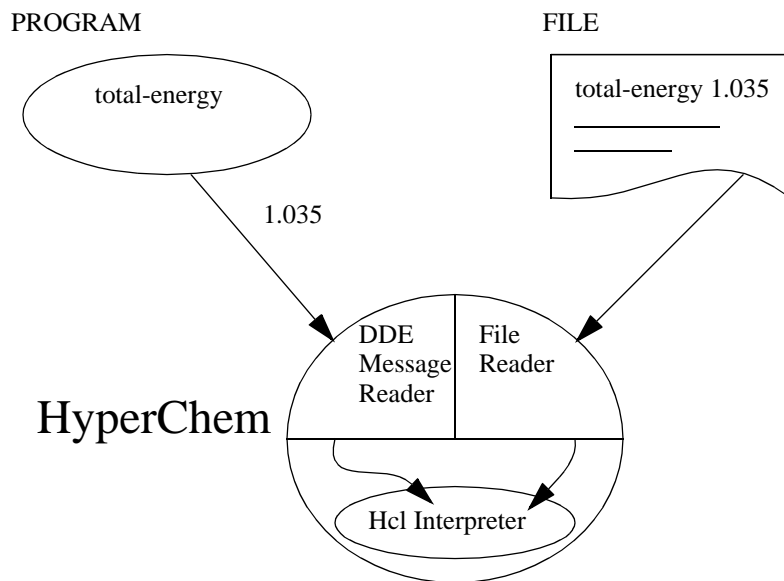 PROGRAM
FILE
total-energy
total-energy 1.035
1.035
DDE
Message
Reader
File
Reader
HyperChem
Hcl Interpreter